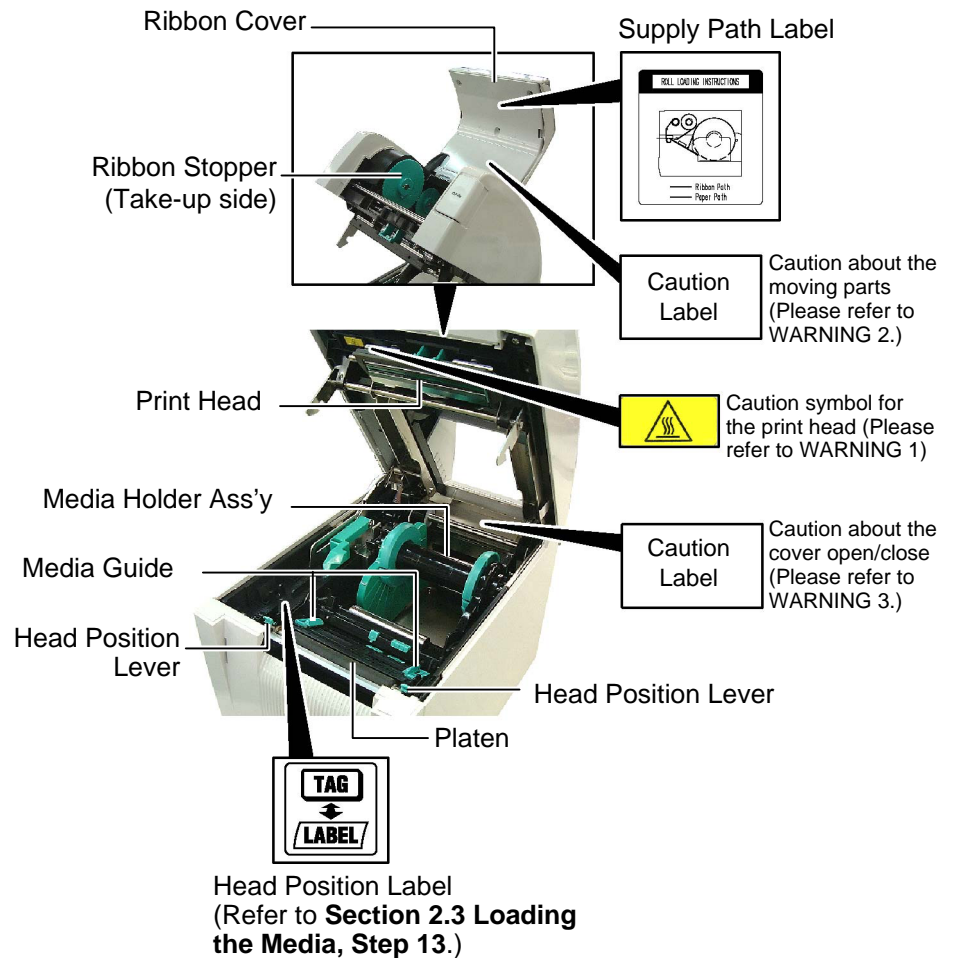 Ribbon Cover
Supply Path Label
ROLL LOADING INSTRUCTIONS
Ribbon Path
Paper Path
Ribbon Stopper
(Take-up side)
Caution
Label
Caution about the
moving parts
(Please refer to
WARNING 2.)
Print Head
Caution symbol for
the print head (Please
refer to WARNING 1)
Media Holder Ass’y
Caution
Label
Caution about the
cover open/close
(Please refer to
WARNING 3.)
Media Guide
Head Position
Lever
Head Position Lever
Platen
TAG
LABEL
Head Position Label
(Refer to Section 2.3 Loading
the Media, Step 13.)